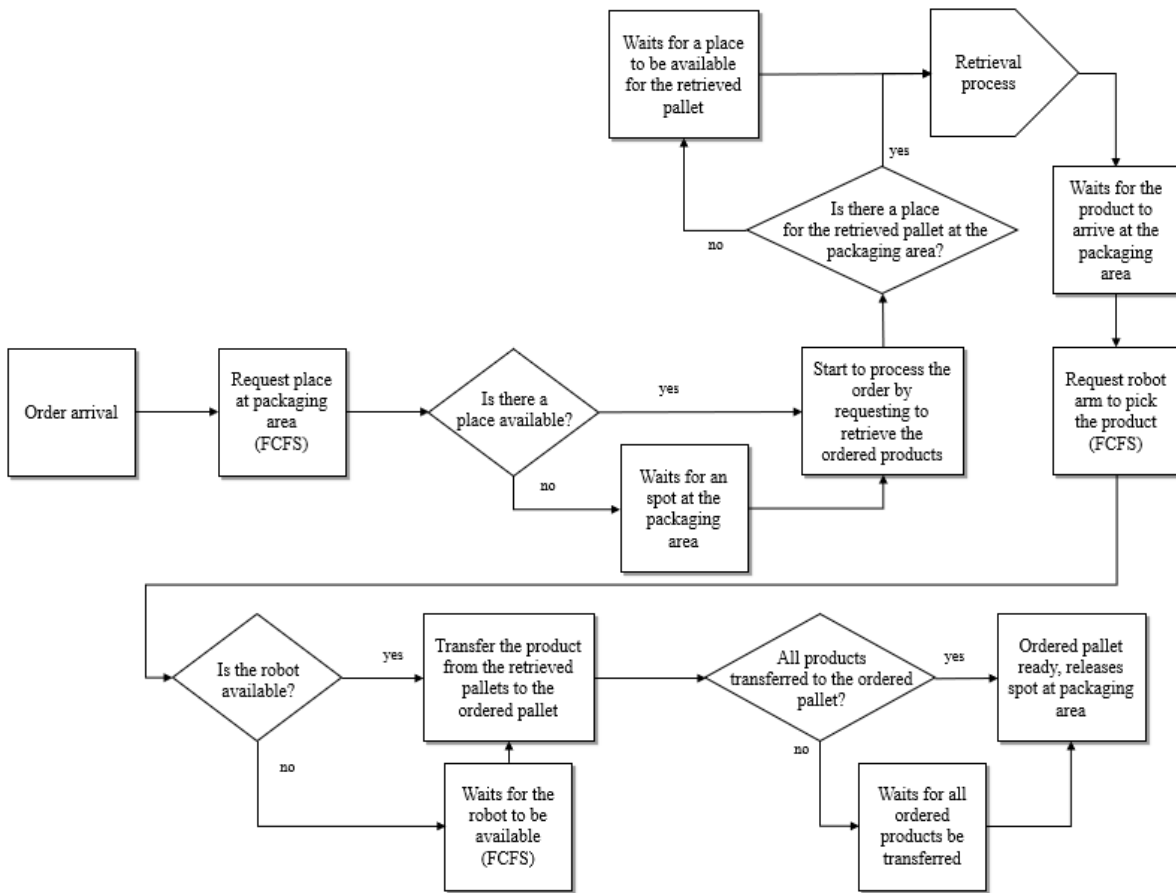 Waits for a place
to be available
for the retrieved
pallet
Retrieval
process
yes
Is there a place
for the retrieved pallet at the
packaging area?
no
Waits for the
product to
arrive at the
packaging
area
Order arrival
Request place
at packaging
area
(FCFS)
Is there a
place available?
yes
no
Waits for an
spot at the
packaging
area
Start to process the
order by
requesting to
retrieve the
ordered products
Request robot
arm to pick
the product
(FCFS)
Is the robot
available?
yes
no
Transfer the product
from the retrieved
pallets to the
ordered pallet
Waits for the
robot to be
available
(FCFS)
All products
transferred to the ordered
pallet?
yes
no
Waits for all
ordered
products be
transferred
Ordered pallet
ready, releases
spot at packaging
area